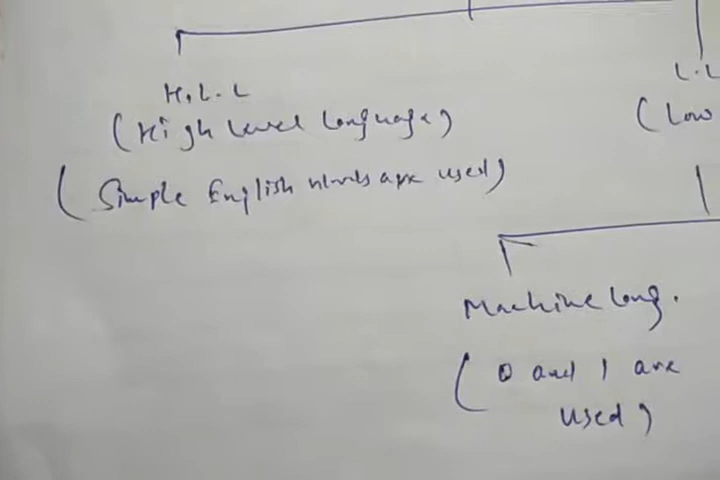 H.L.L
(High Level Language)
(Simple English words are used)
L.L
(Low
Machine Lang.
(0 and 1 are
used)